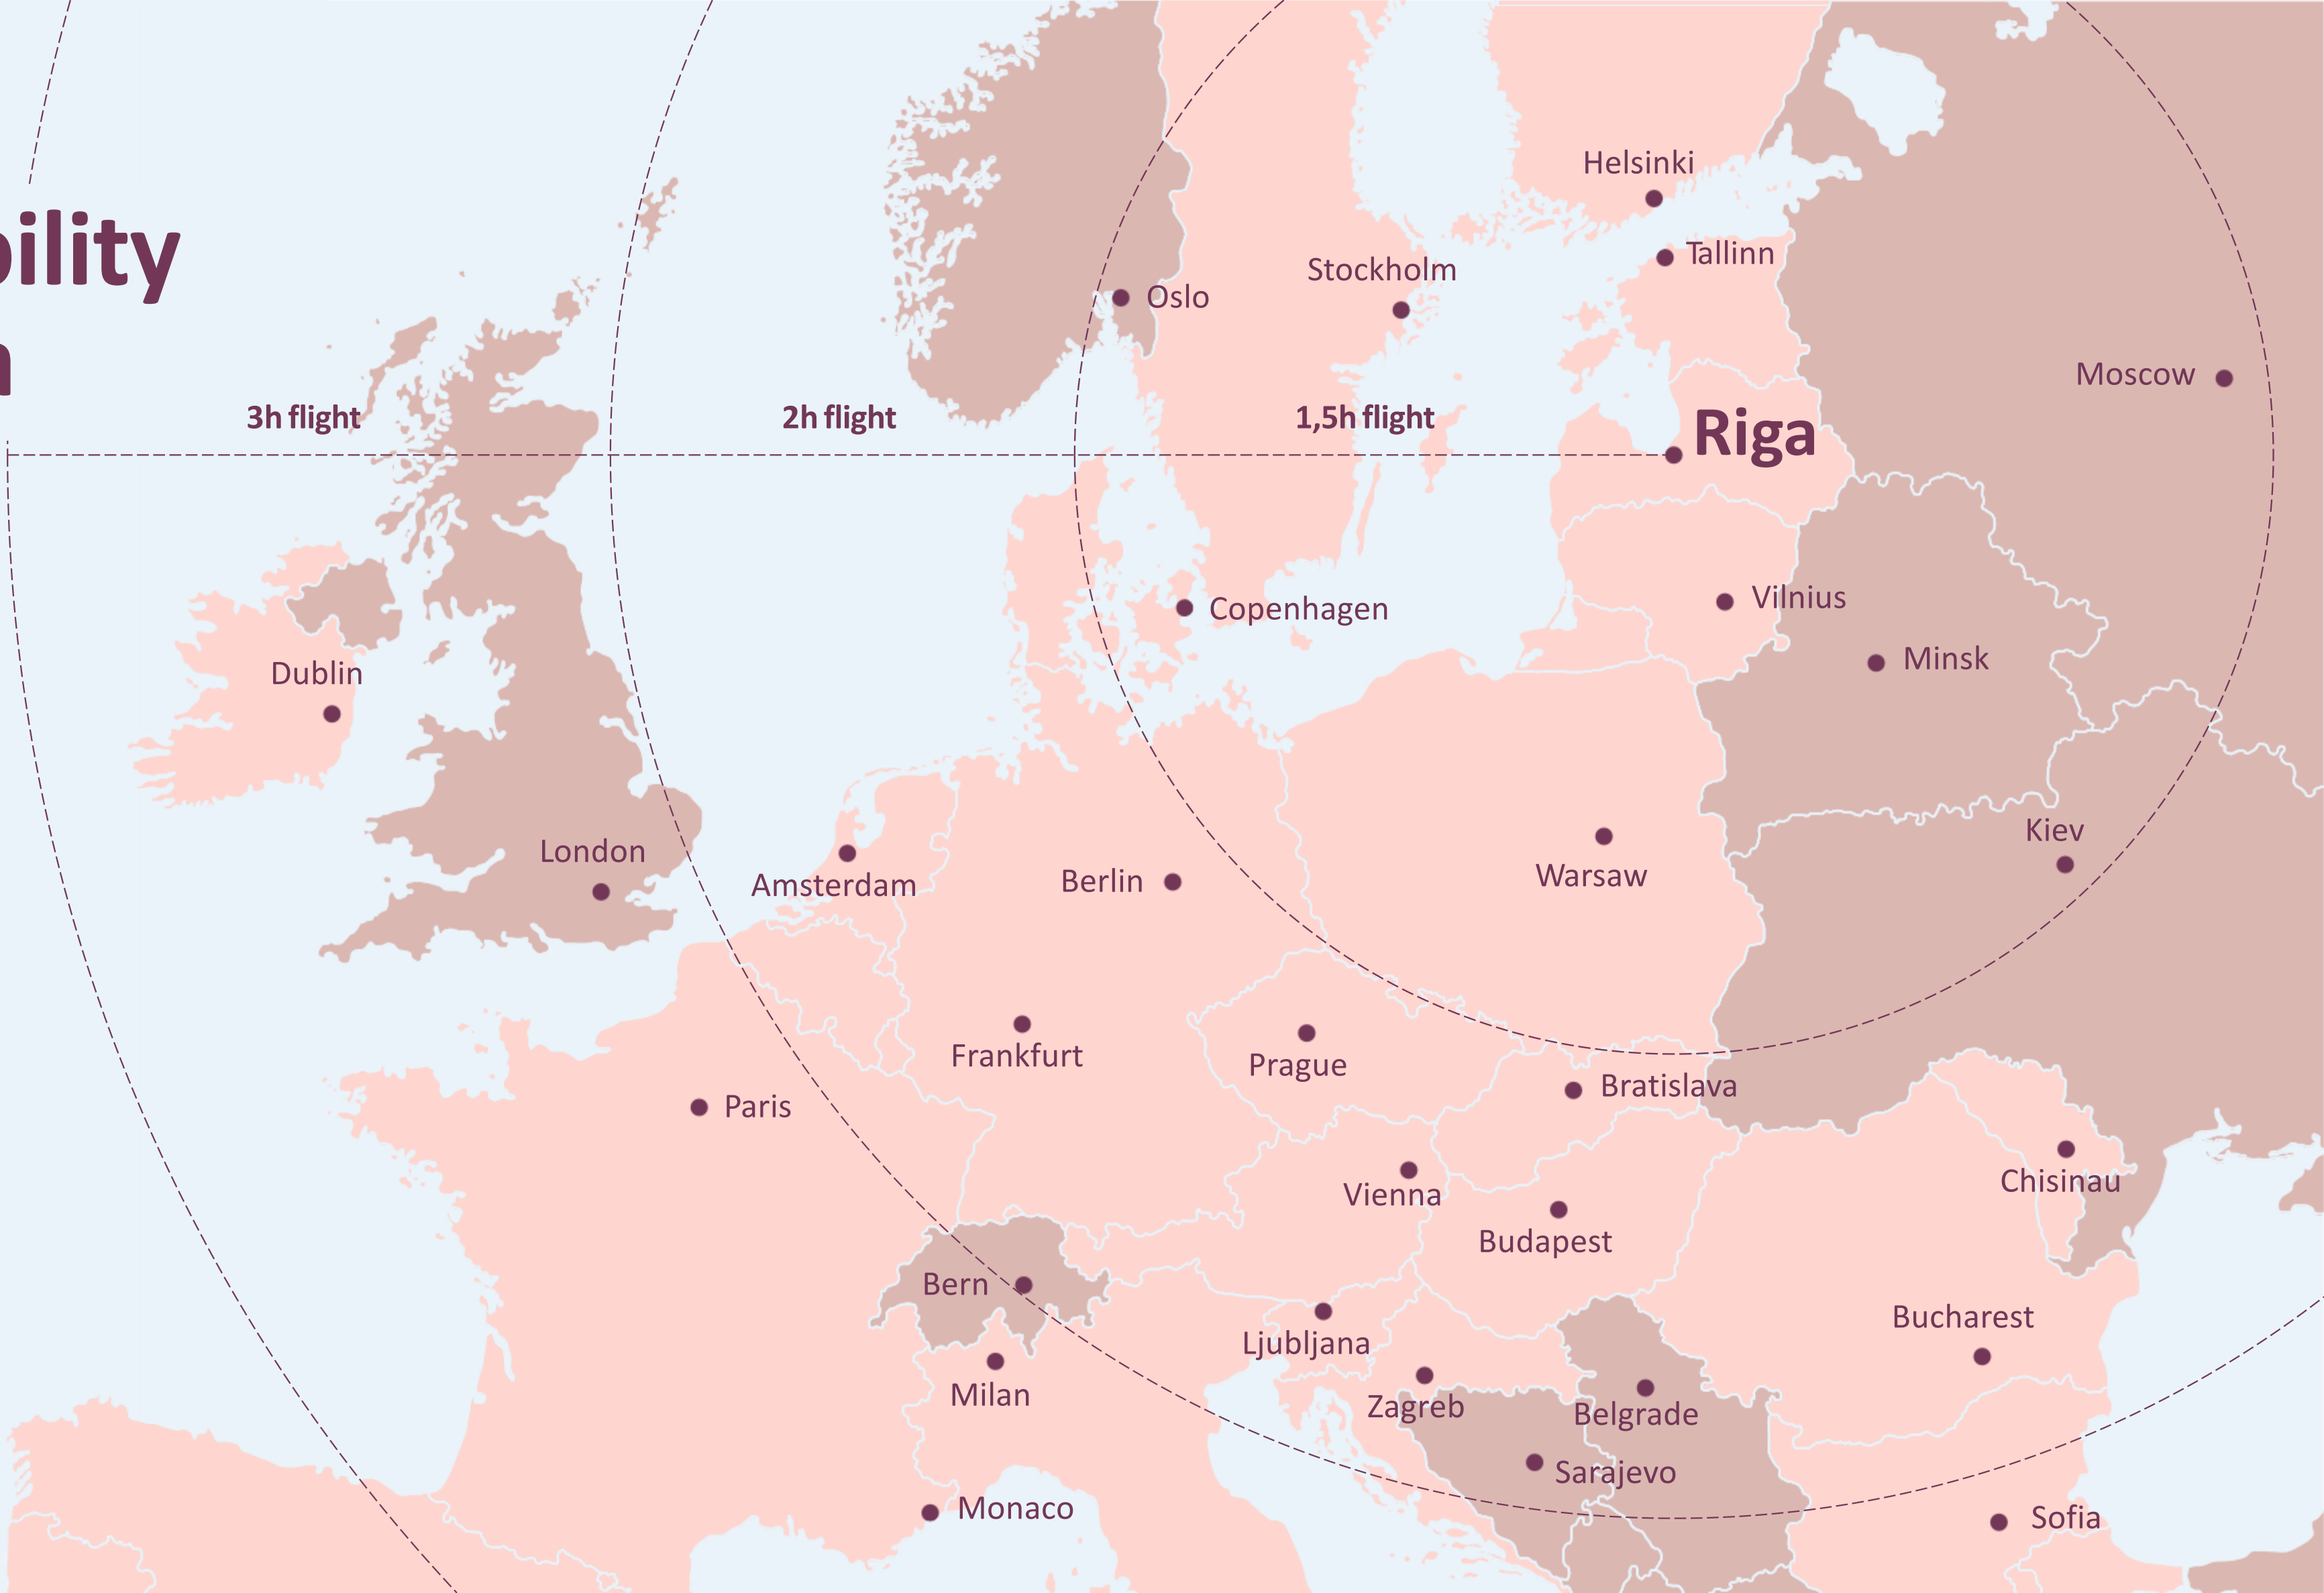 bility
Helsinki
Tallinn
Stockholm
Oslo
Moscow
3h flight
2h flight
1,5h flight
Riga
Vilnius
Copenhagen
Minsk
Dublin
Kiev
London
Amsterdam
Berlin
Warsaw
Frankfurt
Prague
Bratislava
Paris
Chisinau
Vienna
Budapest
Bern
Bucharest
Ljubljana
Milan
Zagreb
Belgrade
Sarajevo
Monaco
Sofia